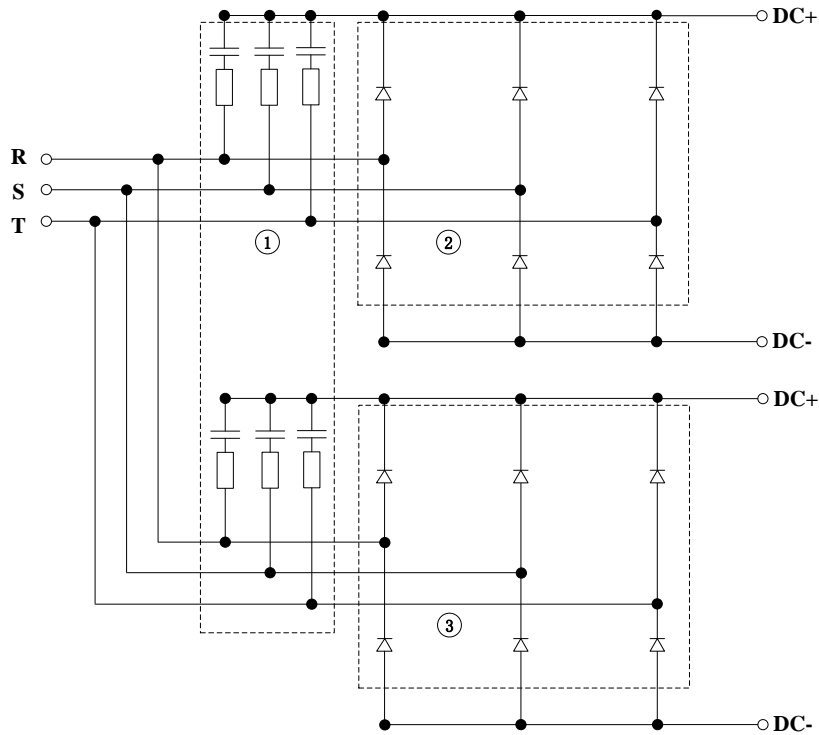 DC+
R
S
T
①
②
DC-
DC+
③
DC-